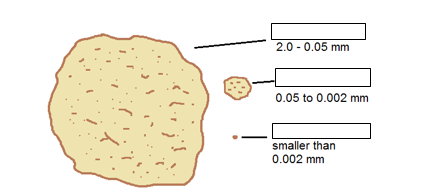 2.0 - 0.05 mm
0.05 to 0.002 mm
smaller than
0.002 mm